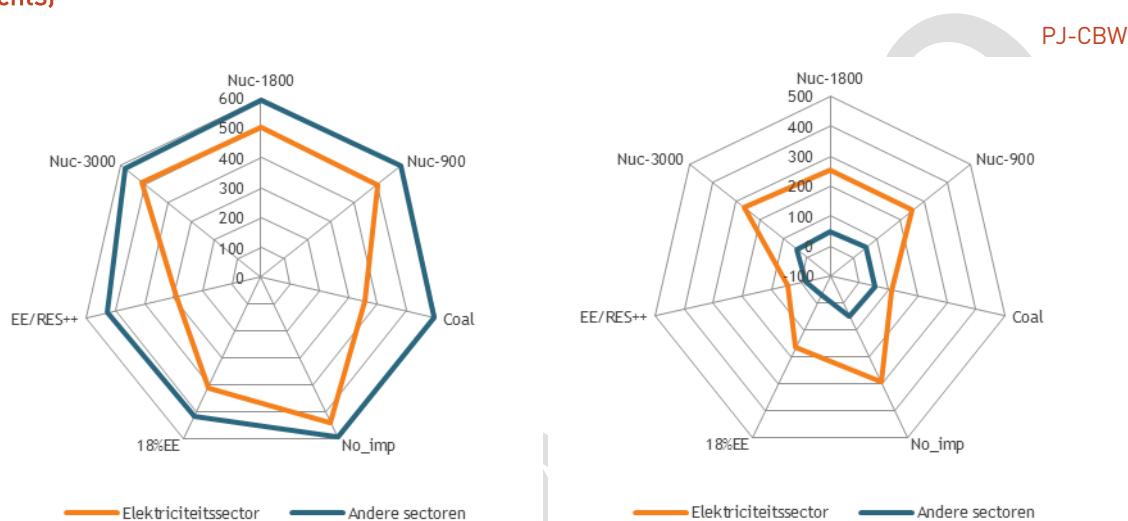 ents)
PJ-CBW
Nuc-1800
600
500
400
300
200
100
0
Nuc-3000
Nuc-900
EE/RES++
Coal
18%EE
No_imp
Elektriciteitssector
Andere sectoren
Nuc-1800
500
400
300
200
100
0
-100
Nuc-3000
Nuc-900
EE/RES++
Coal
18%EE
No_imp
Elektriciteitssector
Andere sectoren